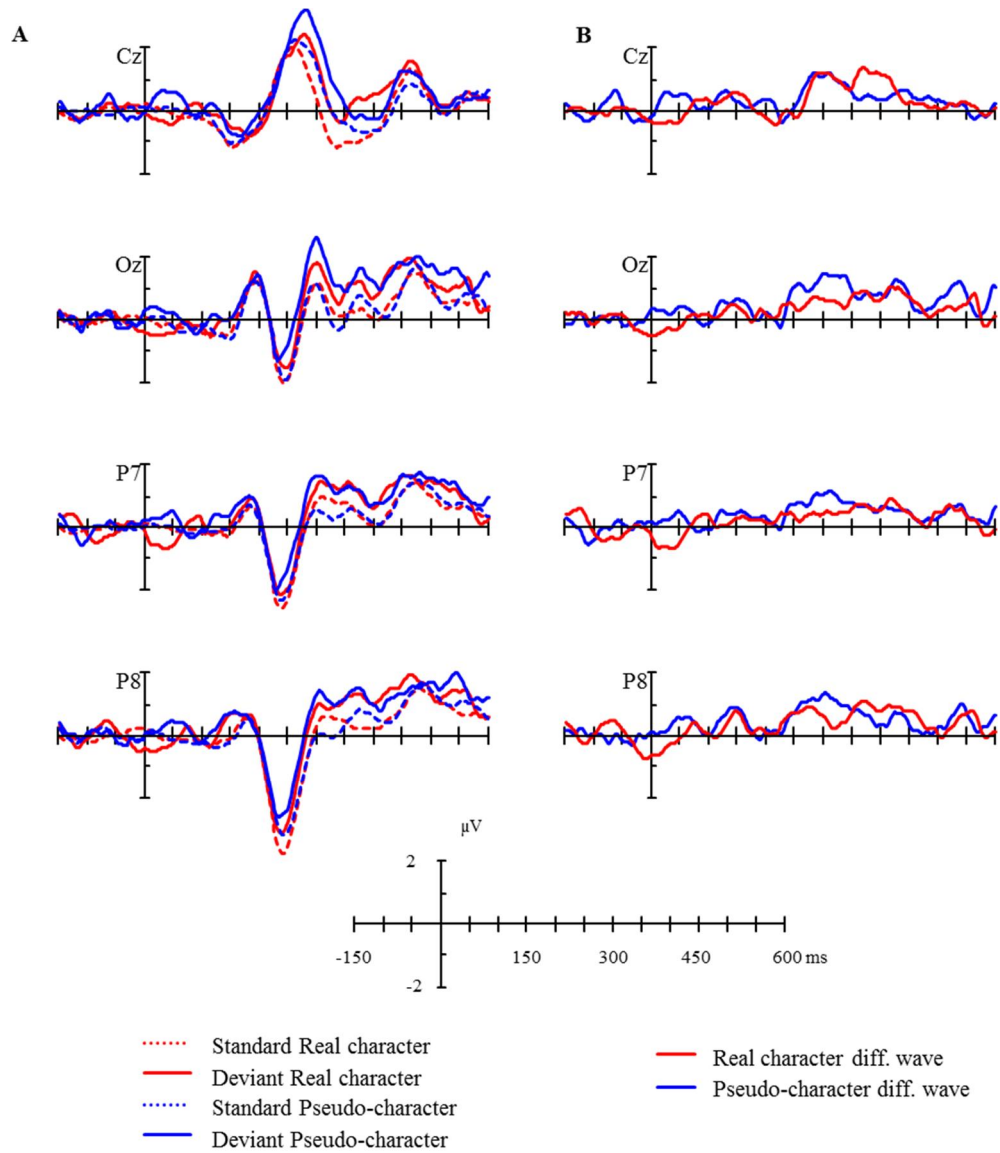 A
B
Cz
Cz
Oz
Oz
P7
P7
P8
P8
µV
2
-150 150 300 450 600 ms
-2
Standard Real character
Deviant Real character
Standard Pseudo-character
Deviant Pseudo-character
Real character diff. wave
Pseudo-character diff. wave